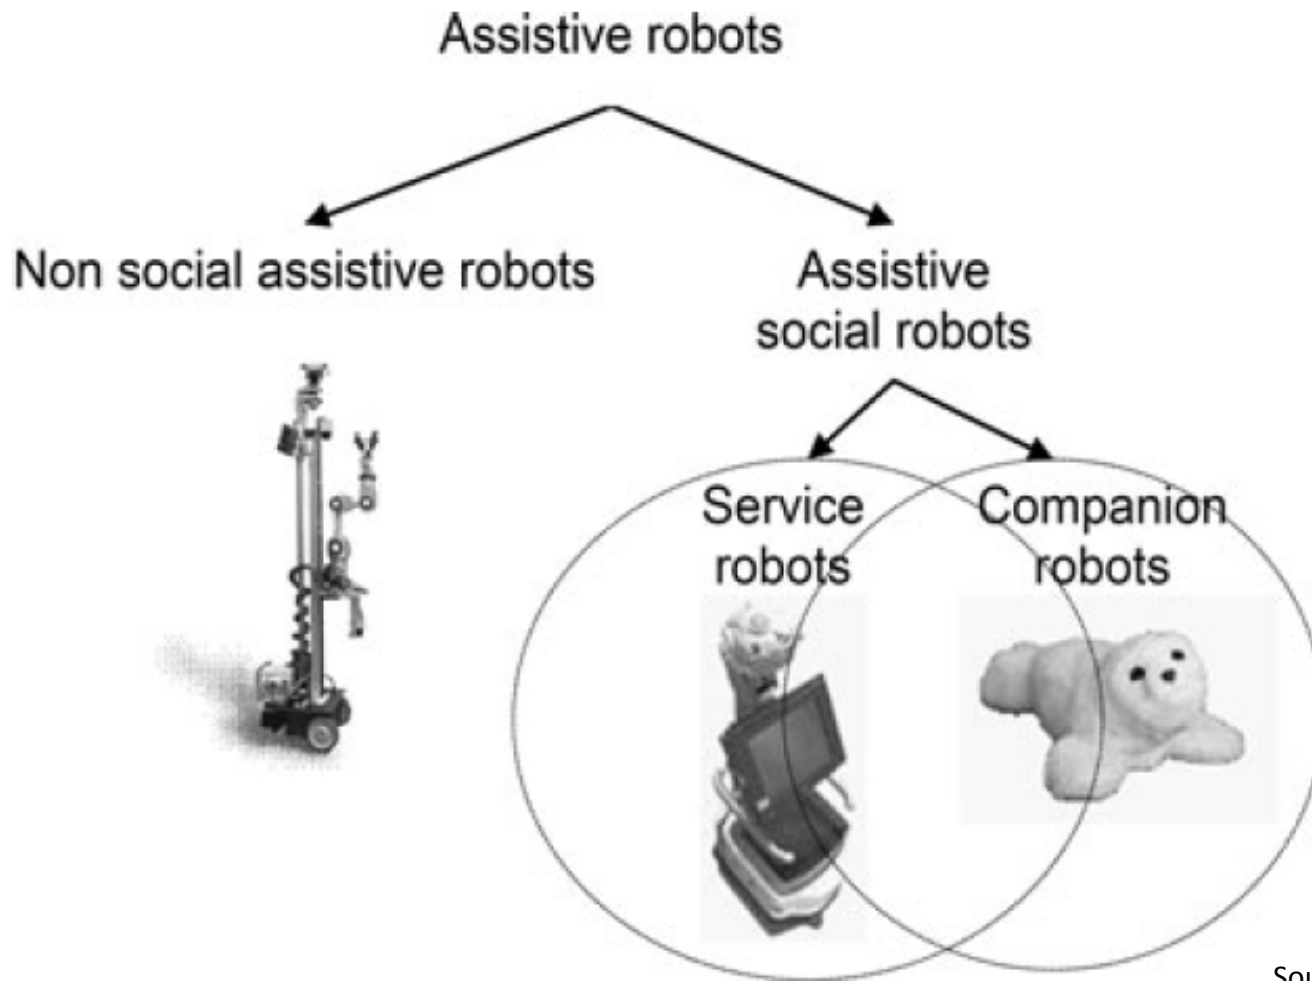 Assistive robots
Non social assistive robots
Assistive
social robots
Service
robots
Companion
robots